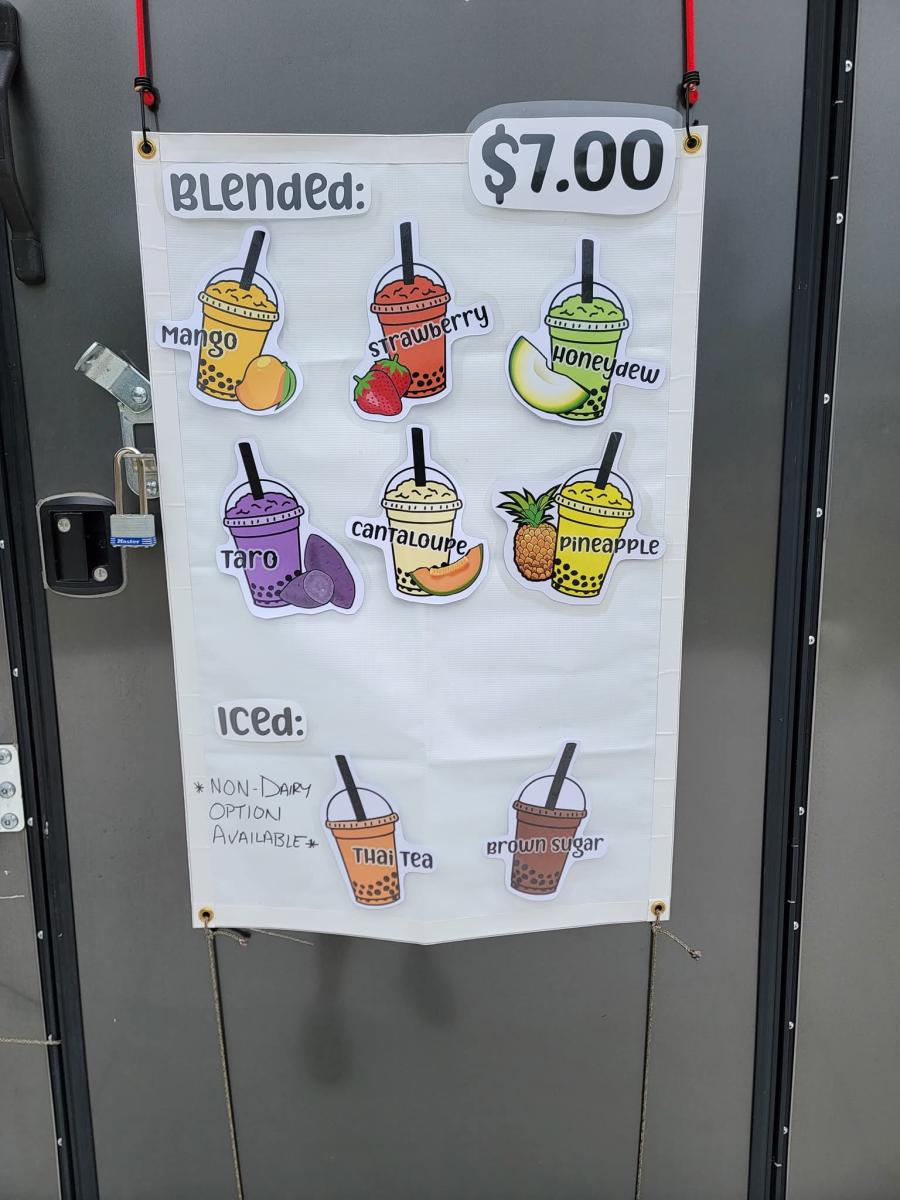 $7.00
Blended:
Mango
Strawberry
Honeydew
Taro
Cantaloupe
Pineapple
Iced:
* NON-DAIRY
OPTION
AVAILABLE *
Thai Tea
Brown Sugar
Master